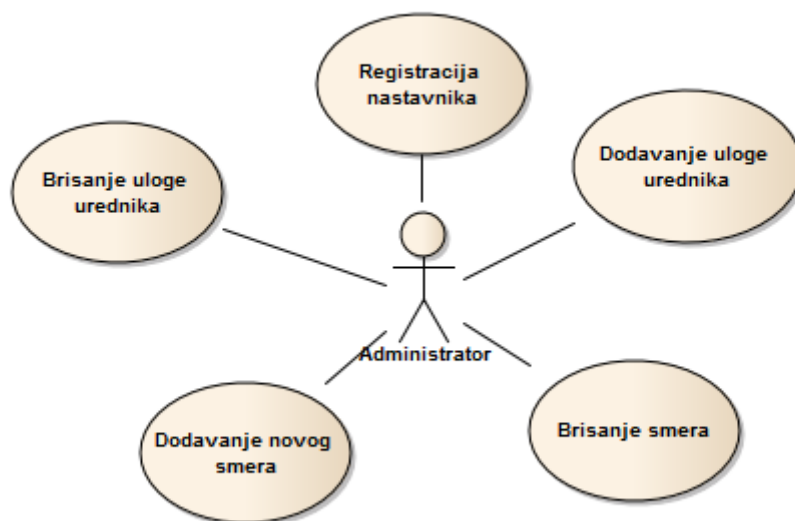 Registracija
nastavnika
Dodavanje uloge
urednika
Brisanje uloge
urednika
Administrator
Dodavanje novog
smera
Brisanje smera